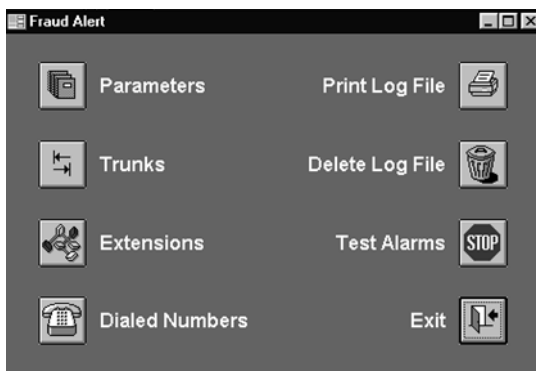 Fraud Alert
Parameters
Print Log File
Trunks
Delete Log File
Extensions
Test Alarms
STOP
Dialed Numbers
Exit